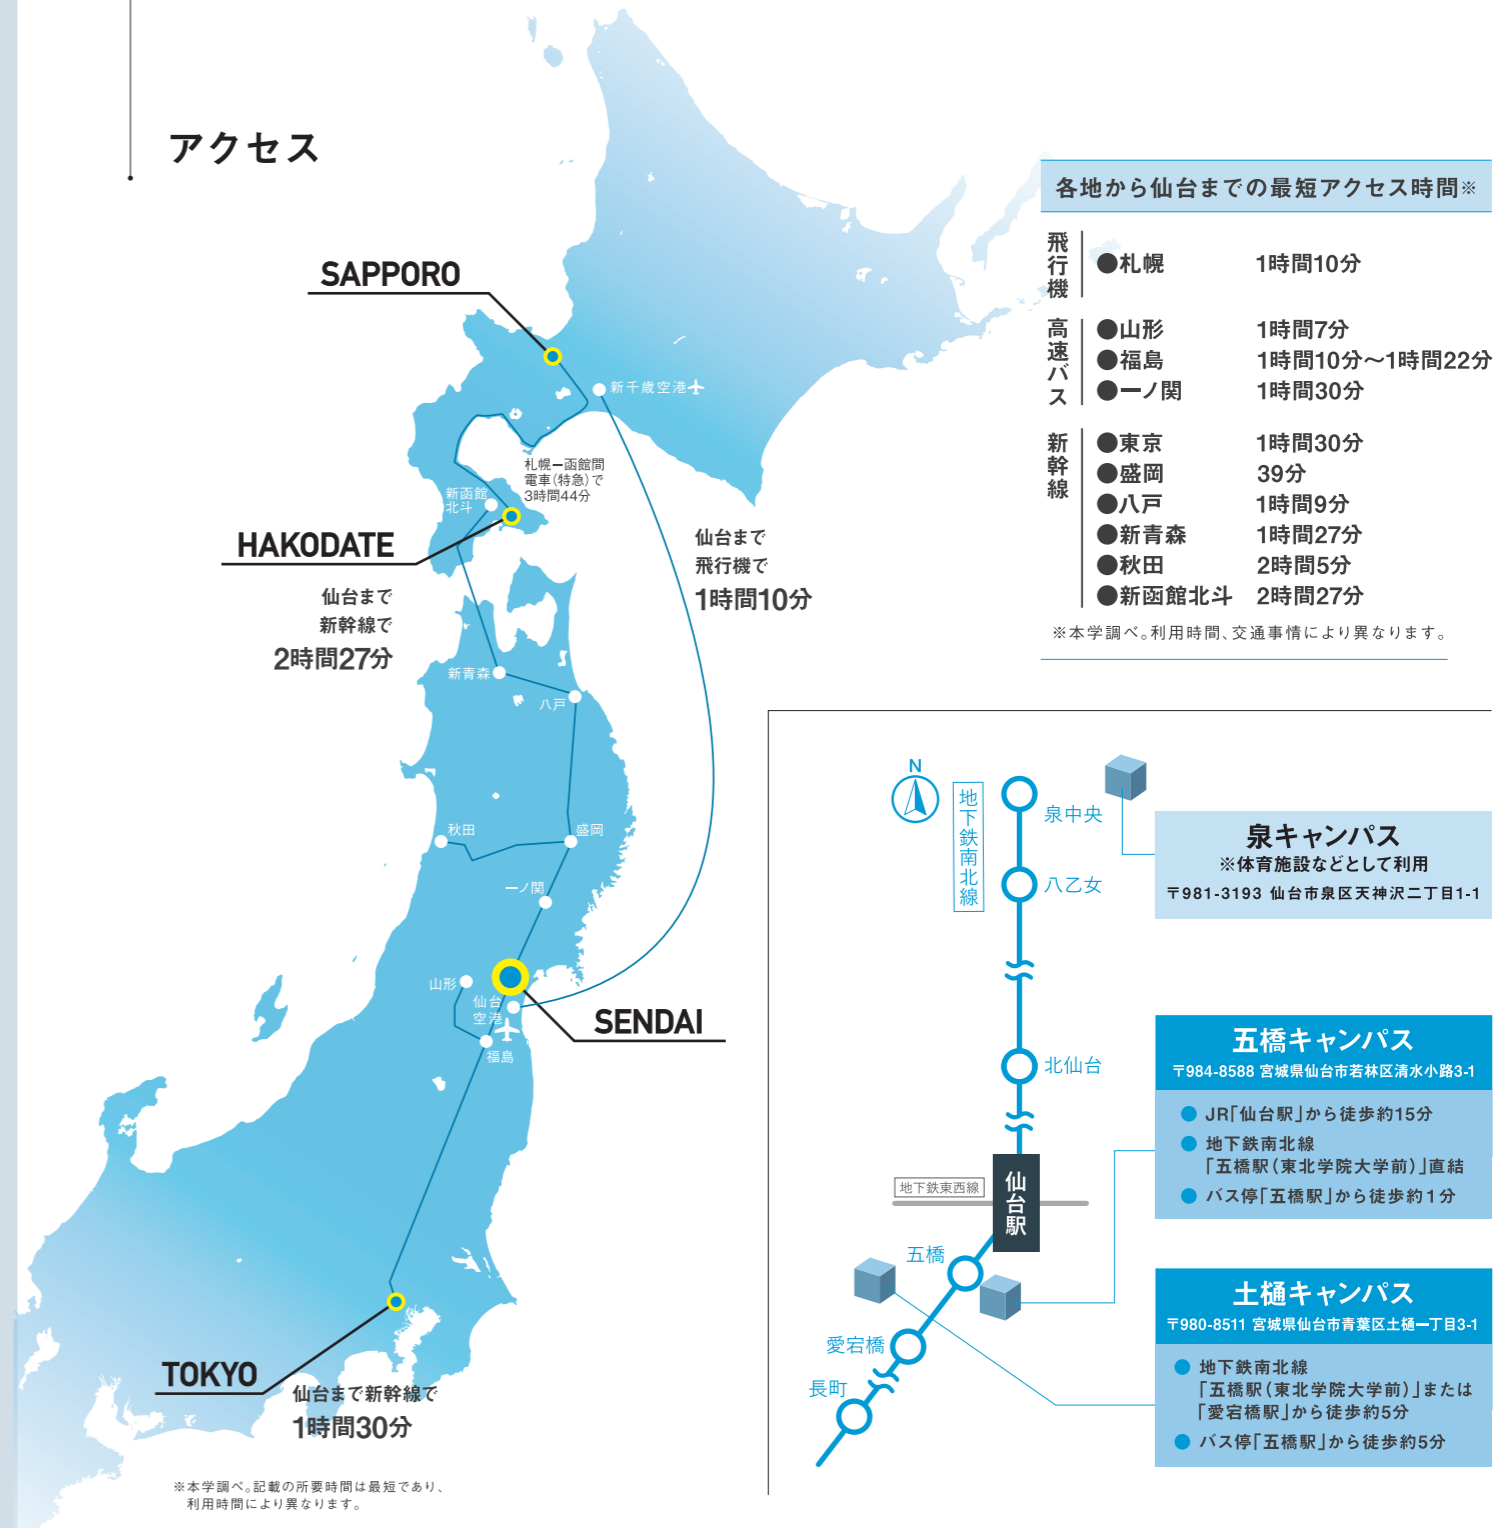 アクセス
SAPPORO
新千歳空港
札幌ー函館間
電車(特急)で
3時間44分
新函館
北斗
HAKODATE
仙台まで
新幹線で
2時間27分
仙台まで
飛行機で
1時間10分
新青森
八戸
秋田
盛岡
一ノ関
山形
仙台
空港
福島
SENDAI
TOKYO
仙台まで新幹線で
1時間30分
※本学調べ。記載の所要時間は最短であり、
利用時間により異なります。
各地から仙台までの最短アクセス時間※
飛行機
●札幌 1時間10分
高速バス
●山形 1時間7分
●福島 1時間10分～1時間22分
●一ノ関 1時間30分
新幹線
●東京 1時間30分
●盛岡 39分
●八戸 1時間9分
●新青森 1時間27分
●秋田 2時間5分
●新函館北斗 2時間27分
※本学調べ。利用時間、交通事情により異なります。
N
地下鉄南北線
泉中央
八乙女
北仙台
地下鉄東西線
仙台駅
五橋
愛宕橋
長町
泉キャンパス
※体育施設などとして利用
〒981-3193 仙台市泉区天神沢二丁目1-1
五橋キャンパス
〒984-8588 宮城県仙台市若林区清水小路3-1
● JR「仙台駅」から徒歩約15分
● 地下鉄南北線
「五橋駅（東北学院大学前）」直結
● バス停「五橋駅」から徒歩約1分
土樋キャンパス
〒980-8511 宮城県仙台市青葉区土樋一丁目3-1
● 地下鉄南北線
「五橋駅（東北学院大学前）」または
「愛宕橋駅」から徒歩約5分
● バス停「五橋駅」から徒歩約5分